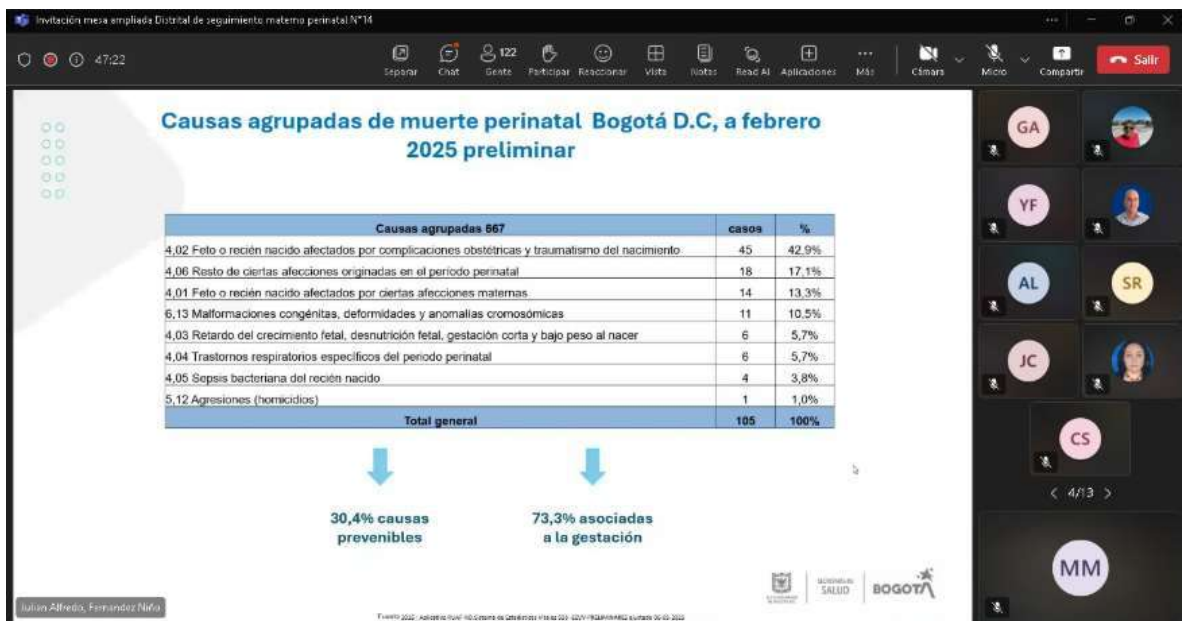 Invitación mesa ampliada Distrital de seguimiento materno perinatal N°14
47:22
Separar
Chat
122
Gente
Participar
Reaccionar
Vista
Notas
Read AI
Aplicaciones
Más
Cámara
Micro
Compartir
Salir
Causas agrupadas de muerte perinatal Bogotá D.C, a febrero
2025 preliminar
Causas agrupadas 667 casos %
4,02 Feto o recién nacido afectados por complicaciones obstétricas y traumatismo del nacimiento 45 42,9%
4,06 Resto de ciertas afecciones originadas en el período perinatal 18 17,1%
4,01 Feto o recién nacido afectados por ciertas afecciones maternas 14 13,3%
6,13 Malformaciones congénitas, deformidades y anomalías cromosómicas 11 10,5%
4,03 Retardo del crecimiento fetal, desnutrición fetal, gestación corta y bajo peso al nacer 6 5,7%
4,04 Trastornos respiratorios específicos del periodo perinatal 6 5,7%
4,05 Sepsis bacteriana del recién nacido 4 3,8%
5,12 Agresiones (homicidios) 1 1,0%
Total general 105 100%
30,4% causas
prevenibles
73,3% asociadas
a la gestación
SALUD
BOGOTÁ
Julian Alfredo, Fernandez Niño
GA
YF
AL
SR
JC
CS
4/13
MM